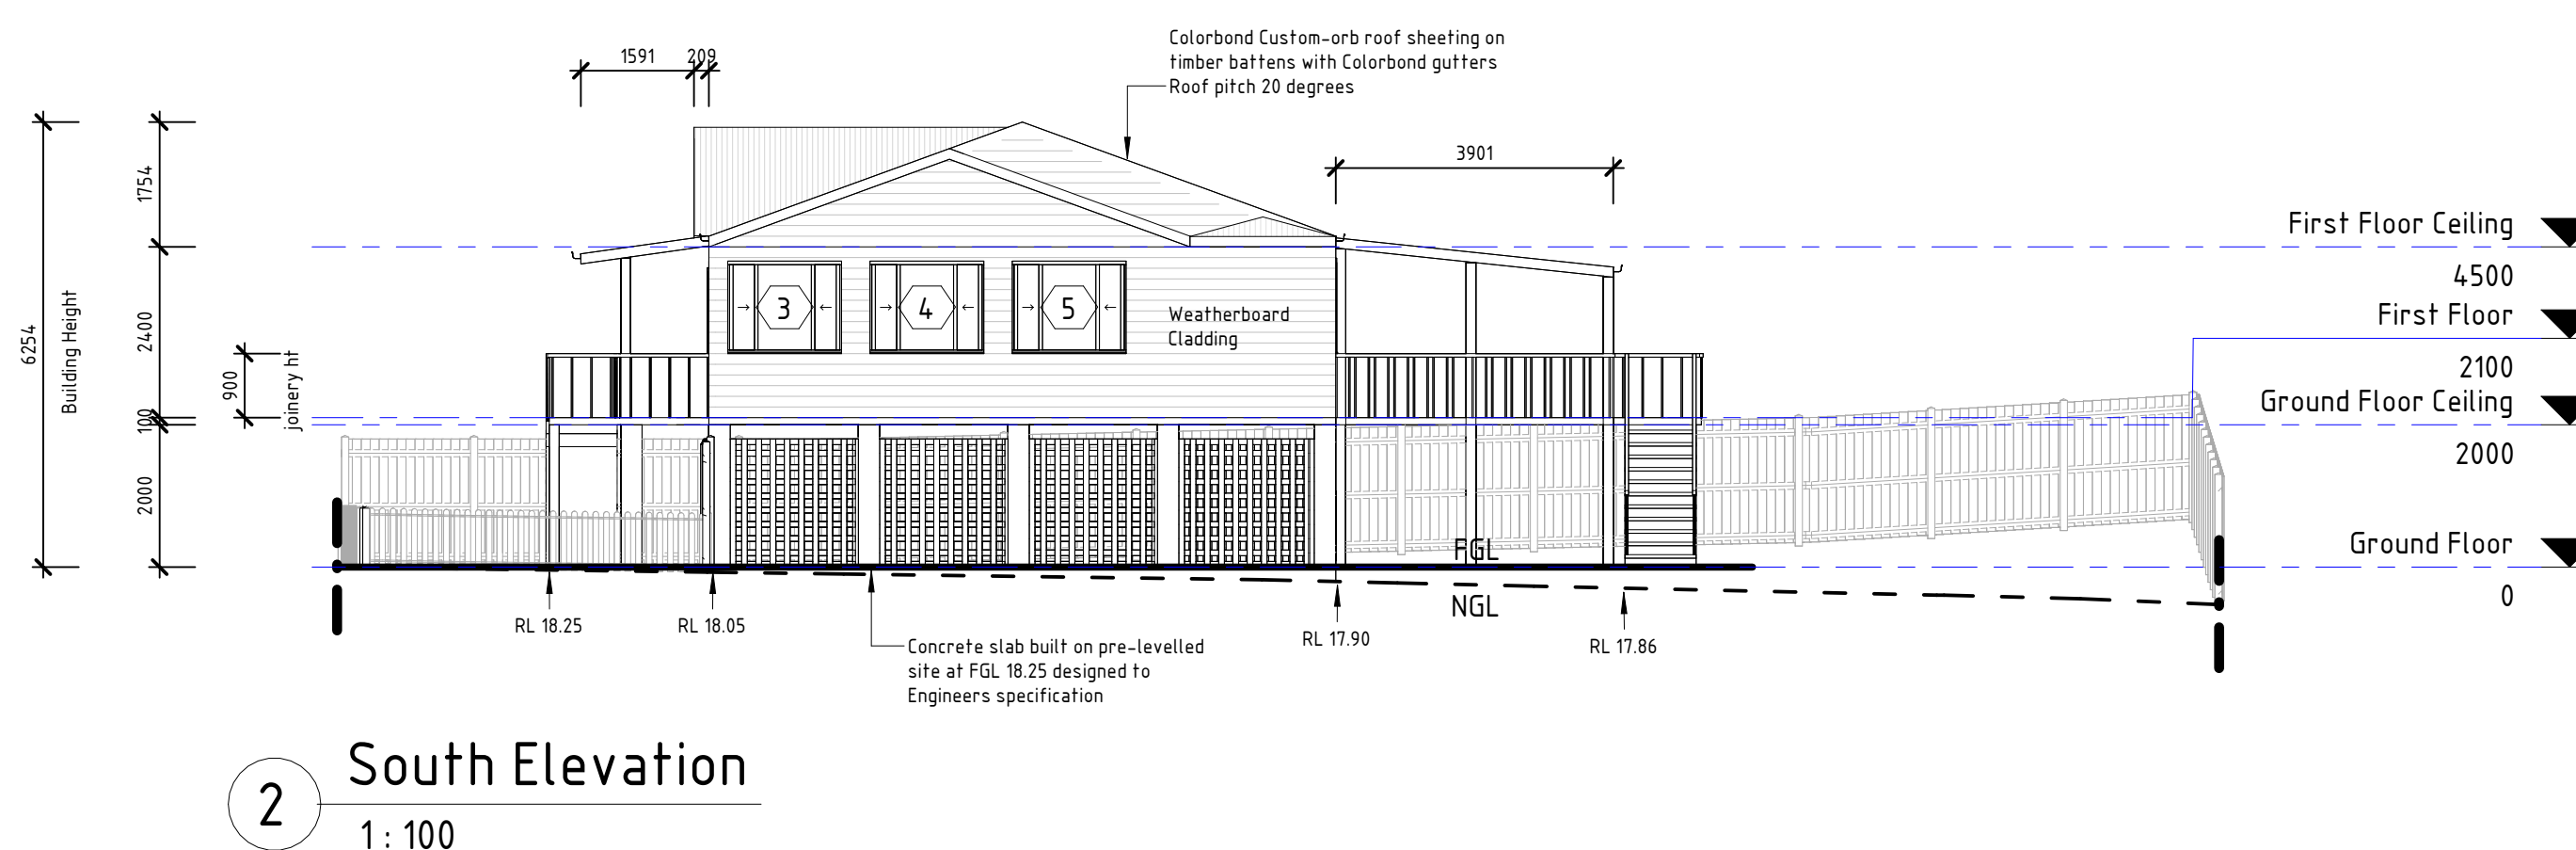 Colorbond Custom-orb roof sheeting on
timber battens with Colorbond gutters
Roof pitch 20 degrees
1591
209
3901
6254
Building Height
1754
2400
100
2000
900
joinery ht
3
4
5
Weatherboard
Cladding
First Floor Ceiling
4500
First Floor
2100
Ground Floor Ceiling
2000
Ground Floor
0
FGL
NGL
RL 18.25
RL 18.05
RL 17.90
RL 17.86
Concrete slab built on pre-levelled
site at FGL 18.25 designed to
Engineers specification
2
South Elevation
1 : 100